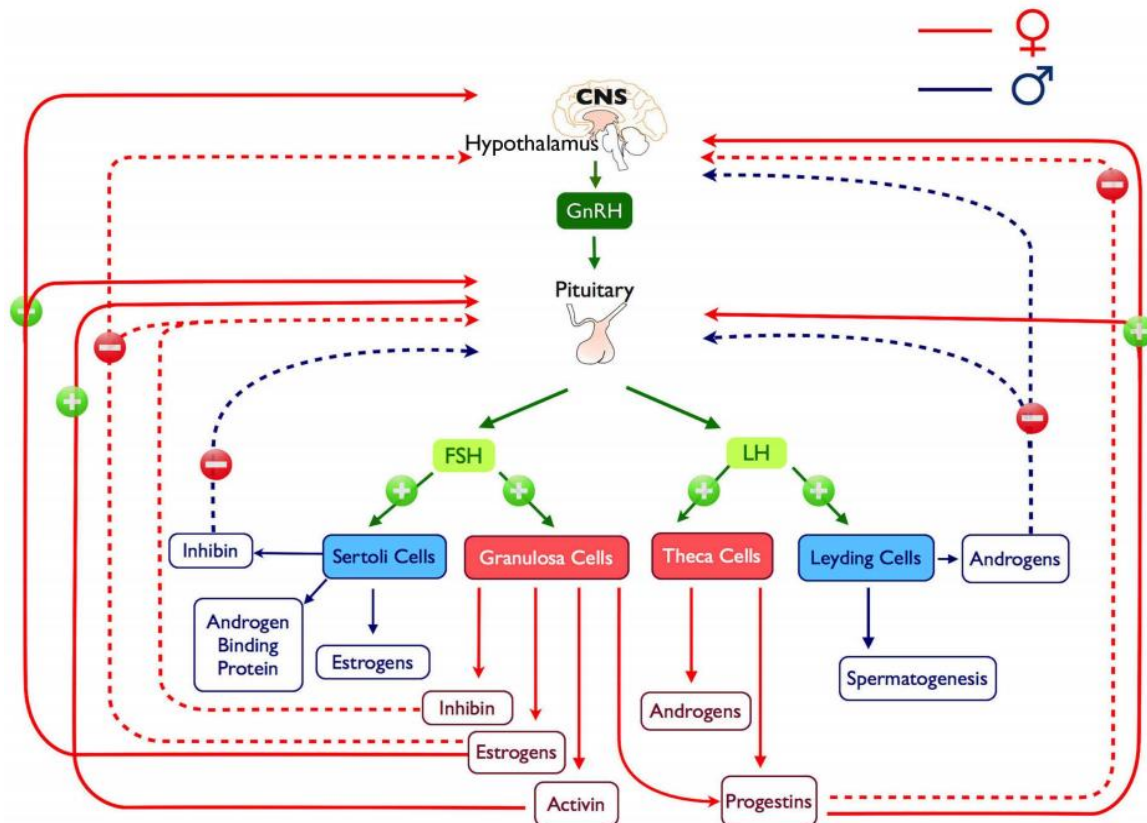 CNS
Hypothalamus
GnRH
Pituitary
FSH
LH
Inhibin
Sertoli Cells
Granulosa Cells
Theca Cells
Leyding Cells
Androgens
Androgen
Binding
Protein
Estrogens
Spermatogenesis
Inhibin
Androgens
Estrogens
Activin
Progestins